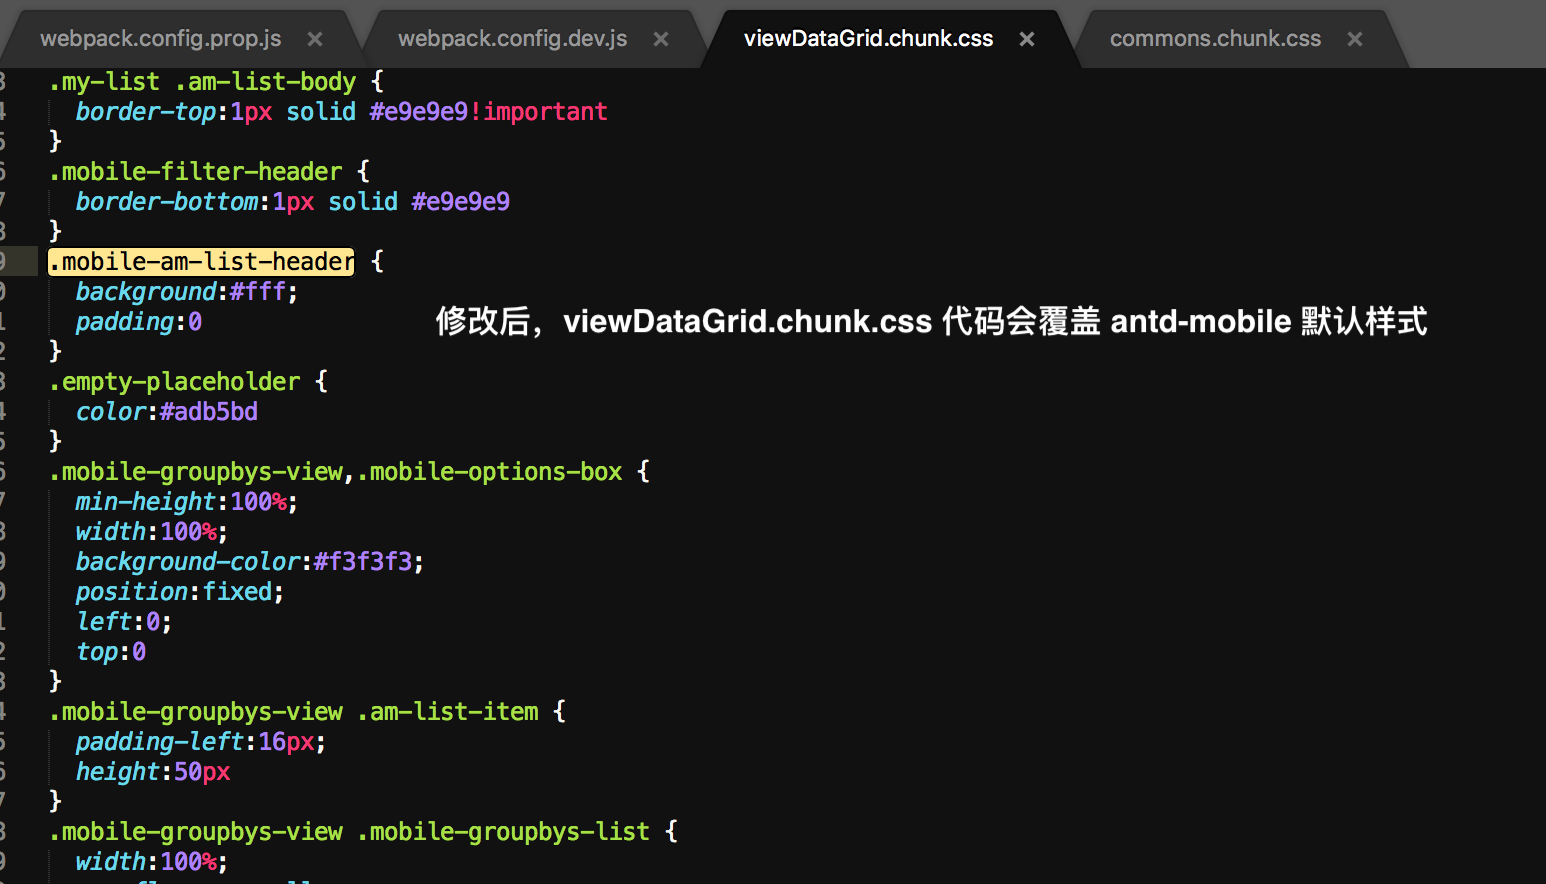 webpack.config.prop.js × webpack.config.dev.js × viewDataGrid.chunk.css × commons.chunk.css ×
.my-list .am-list-body {
border-top:1px solid #e9e9e9!important
}
.mobile-filter-header {
border-bottom:1px solid #e9e9e9
}
.mobile-am-list-header {
background:#fff;
padding:0
修改后，viewDataGrid.chunk.css 代码会覆盖 antd-mobile 默认样式
}
.empty-placeholder {
color:#adb5bd
}
.mobile-groupbys-view,.mobile-options-box {
min-height:100%;
width:100%;
background-color:#f3f3f3;
position:fixed;
left:0;
top:0
}
.mobile-groupbys-view .am-list-item {
padding-left:16px;
height:50px
}
.mobile-groupbys-view .mobile-groupbys-list {
width:100%;